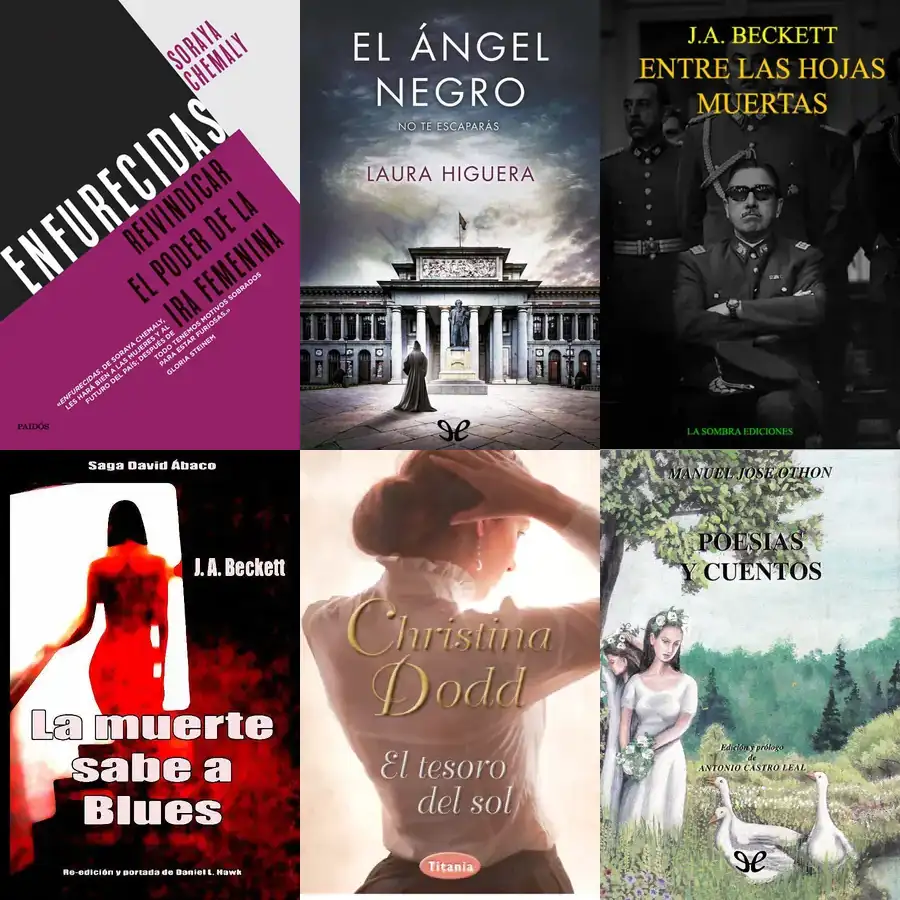 SORAYA
CHEMALY
ENFURECIDAS
REIVINDICAR
EL PODER DE LA
IRA FEMENINA
«ENFURECIDAS, DE SORAYA CHEMALY,
LES HARÁ BIEN A LAS MUJERES Y AL
FUTURO DEL PAÍS; DESPUÉS DE
TODO TENEMOS MOTIVOS SOBRADOS
PARA ESTAR FURIOSAS.»
GLORIA STEINEM
PAIDÓS
EL ÁNGEL
NEGRO
NO TE ESCAPARÁS
LAURA HIGUERA
J.A. BECKETT
ENTRE LAS HOJAS
MUERTAS
LA SOMBRA EDICIONES
Saga David Ábaco
J. A. Beckett
La muerte
sabe a
Blues
Re-edición y portada de Daniel L. Hawk
Christina
Dodd
El tesoro
del sol
Titania
MANUEL JOSE OTHON
POESIAS
Y CUENTOS
Edición y prólogo
de
ANTONIO CASTRO LEAL